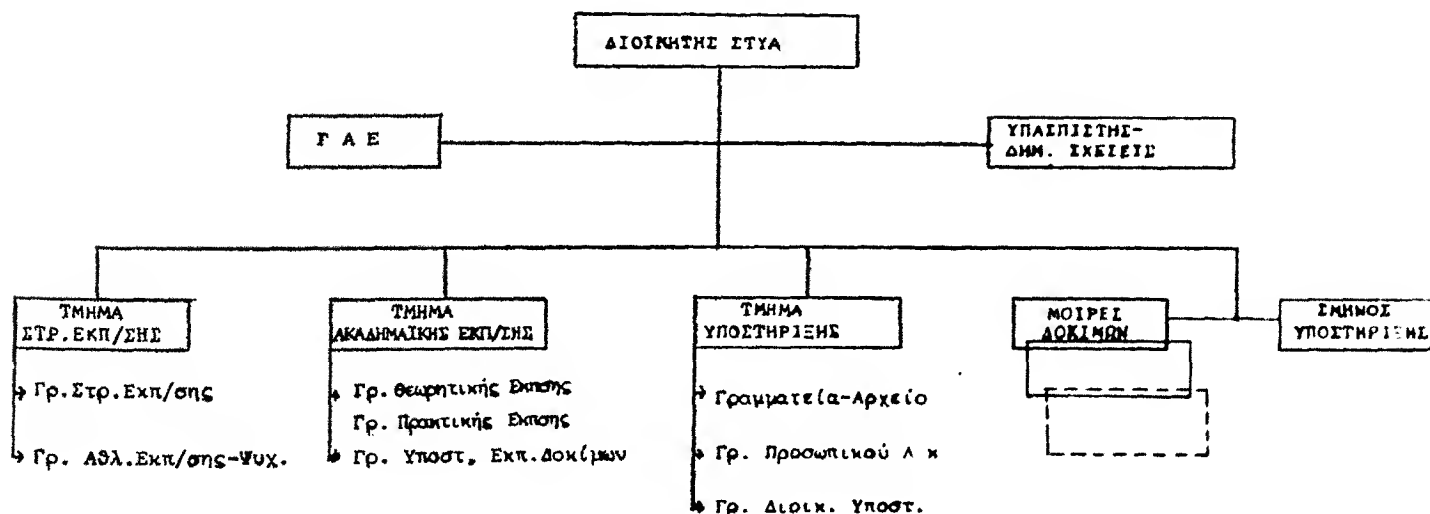 ΔΙΟΙΚΗΤΗΣ ΣΤΥΑ
Γ Α Ε
ΥΠΑΣΠΙΣΤΗΣ-
ΔΗΜ. ΣΧΕΣΕΙΣ
ΤΜΗΜΑ
ΣΤΡ.ΕΚΠ/ΣΗΣ
Γρ.Στρ.Εκπ/σης
Γρ. Αθλ.Εκπ/σης-Ψυχ.
ΤΜΗΜΑ
ΑΚΑΔΗΜΑΪΚΗΣ ΕΚΠ/ΣΗΣ
Γρ. Θεωρητικής Εκπσης
Γρ. Πρακτικής Εκπσης
Γρ. Υποστ. Εκπ.Δοκίμων
ΤΜΗΜΑ
ΥΠΟΣΤΗΡΙΞΗΣ
Γραμματεία-Αρχείο
Γρ. Προσωπικού
Γρ. Διοικ. Υποστ.
ΜΟΙΡΕΣ
ΔΟΚΙΜΩΝ
ΣΜΗΝΟΣ
ΥΠΟΣΤΗΡΙΞΗΣ